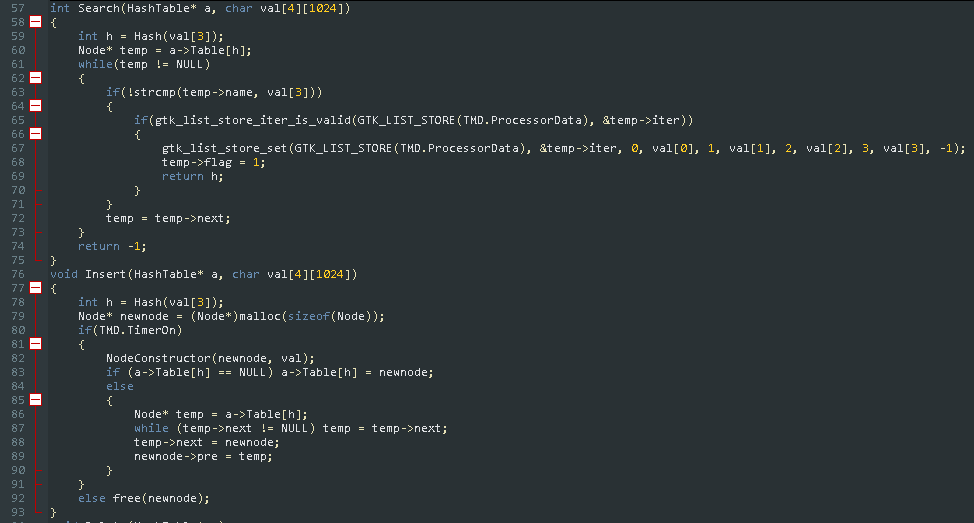 57 int Search(HashTable* a, char val[4][1024])
58 {
59 int h = Hash(val[3]);
60 Node* temp = a->Table[h];
61 while(temp != NULL)
62 {
63 if(!strcmp(temp->name, val[3]))
64 {
65 if(gtk_list_store_iter_is_valid(GTK_LIST_STORE(TMD.ProcessorData), &temp->iter))
66 {
67 gtk_list_store_set(GTK_LIST_STORE(TMD.ProcessorData), &temp->iter, 0, val[0], 1, val[1], 2, val[2], 3, val[3], -1);
68 temp->flag = 1;
69 return h;
70 }
71 }
72 temp = temp->next;
73 }
74 return -1;
75 }
76 void Insert(HashTable* a, char val[4][1024])
77 {
78 int h = Hash(val[3]);
79 Node* newnode = (Node*)malloc(sizeof(Node));
80 if(TMD.TimerOn)
81 {
82 NodeConstructor(newnode, val);
83 if (a->Table[h] == NULL) a->Table[h] = newnode;
84 else
85 {
86 Node* temp = a->Table[h];
87 while (temp->next != NULL) temp = temp->next;
88 temp->next = newnode;
89 newnode->pre = temp;
90 }
91 }
92 else free(newnode);
93 }